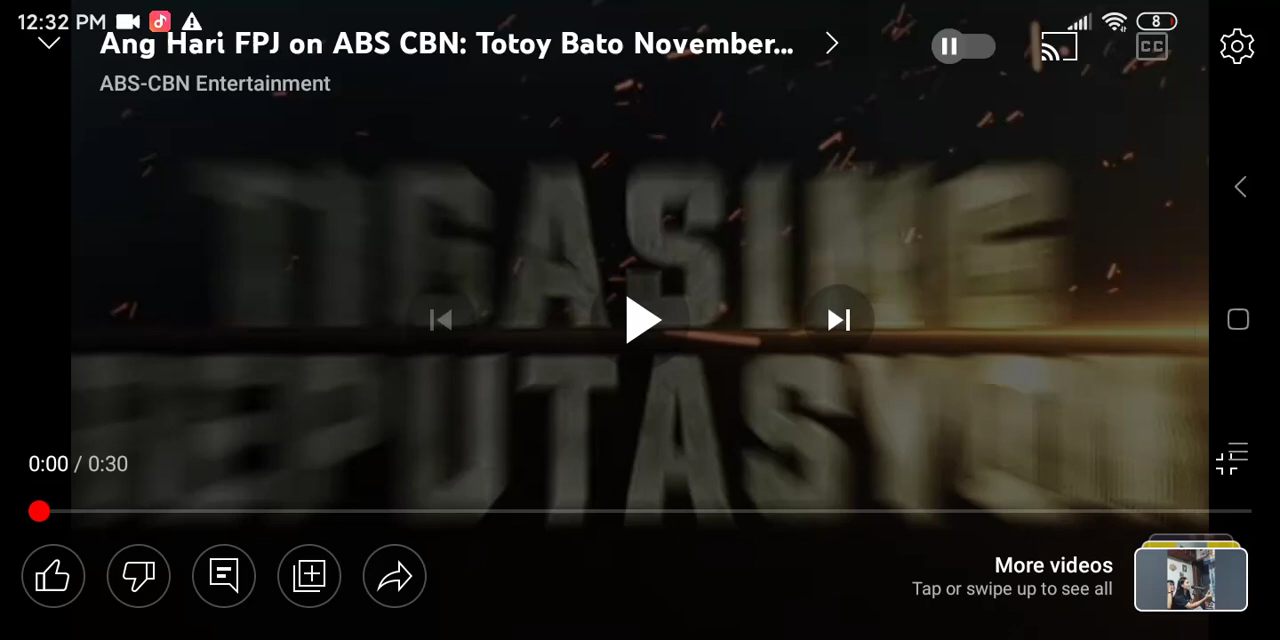 12:32 PM
8
Ang Hari FPJ on ABS CBN: Totoy Bato November...
CC
ABS-CBN Entertainment
0:00 / 0:30
More videos
Tap or swipe up to see all